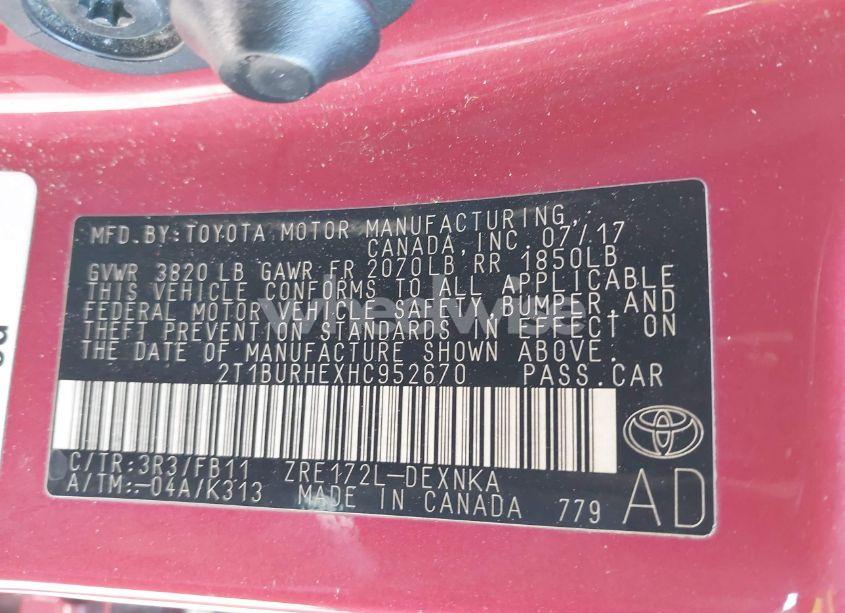 MFD.BY:TOYOTA MOTOR MANUFACTURING,
CANADA,INC. 07/17
GVWR 3820 LB GAWR FR 2070LB RR 1850LB
THIS VEHICLE CONFORMS TO ALL APPLICABLE
FEDERAL MOTOR VEHICLE SAFETY,BUMPER,AND
THEFT PREVENTION STANDARDS IN EFFECT ON
THE DATE OF MANUFACTURE SHOWN ABOVE.
2T1BURHEXHC952670 PASS.CAR
C/TR:3R3/FB11 ZRE172L-DEXNKA
A/TM:-04A/K313 MADE IN CANADA 779 AD